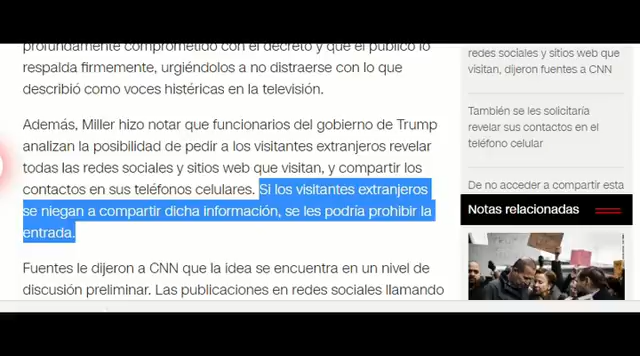 profundamente comprometido con el decreto y que el público lo
respalda firmemente, urgiéndolos a no distraerse con lo que
describió como voces histéricas en la televisión.
Además, Miller hizo notar que funcionarios del gobierno de Trump
analizan la posibilidad de pedir a los visitantes extranjeros revelar
todas las redes sociales y sitios web que visitan, y compartir los
contactos en sus teléfonos celulares. Si los visitantes extranjeros
se niegan a compartir dicha información, se les podría prohibir la
entrada.
Fuentes le dijeron a CNN que la idea se encuentra en un nivel de
discusión preliminar. Las publicaciones en redes sociales llamando
redes sociales y sitios web que
visitan, dijeron fuentes a CNN
También se les solicitaría
revelar sus contactos en el
teléfono celular
De no acceder a compartir esta
Notas relacionadas